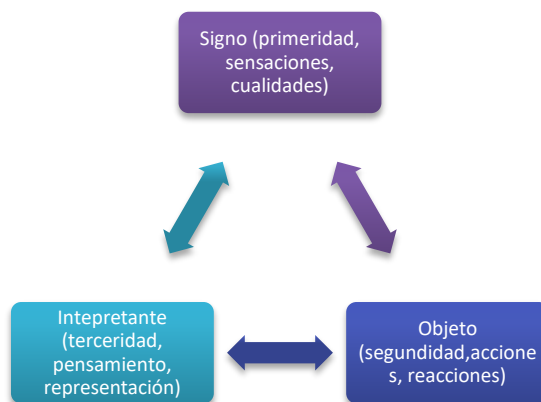 Signo (primeridad,
sensaciones,
cualidades)
Intepretante
(terceridad,
pensamiento,
representación)
Objeto
(segundidad,accione
s, reacciones)